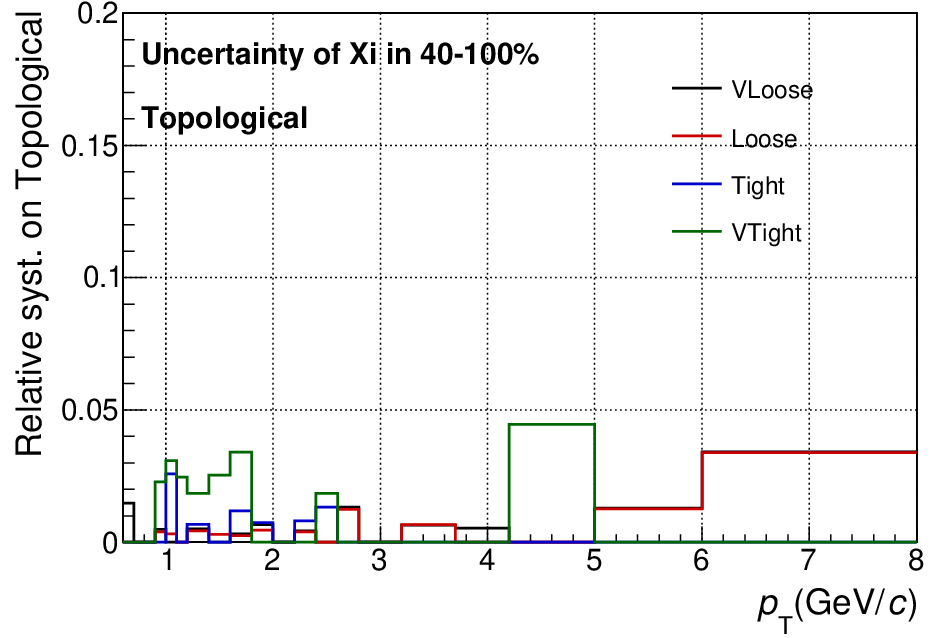 Relative syst. on Topological
0.2
0.15
0.1
0.05
0
Uncertainty of Xi in 40-100%
Topological
VLoose
Loose
Tight
VTight
1 2 3 4 5 6 7 8
pT(GeV/c)